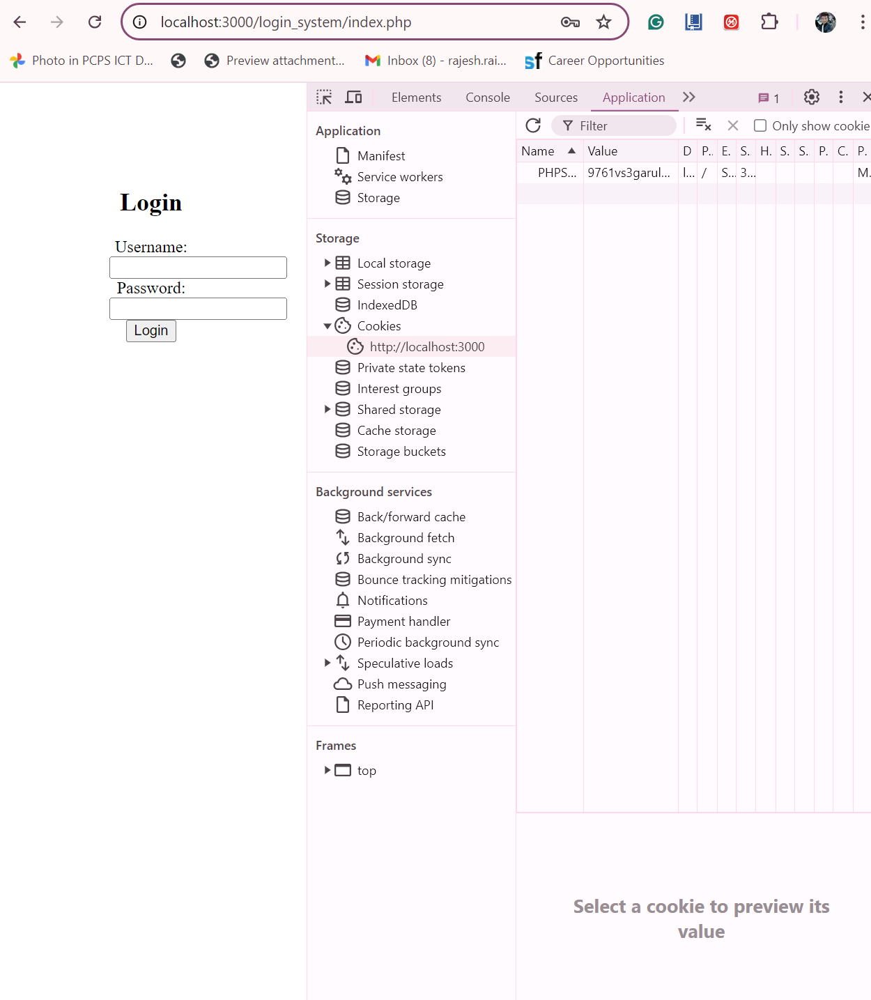 localhost:3000/login_system/index.php
Photo in PCPS ICT D...
Preview attachment...
Inbox (8) - rajesh.rai...
Career Opportunities
Elements Console Sources Application 1
Login
Username:
Password:
Login
Application
Manifest
Service workers
Storage
Storage
Local storage
Session storage
IndexedDB
Cookies
http://localhost:3000
Private state tokens
Interest groups
Shared storage
Cache storage
Storage buckets
Background services
Back/forward cache
Background fetch
Background sync
Bounce tracking mitigations
Notifications
Payment handler
Periodic background sync
Speculative loads
Push messaging
Reporting API
Frames
top
Filter Only show cookie
Name Value D P.. E. S. H. S. S. P. C. P.
PHPS... 9761vs3garul... l... / S... 3... M.
Select a cookie to preview its
value